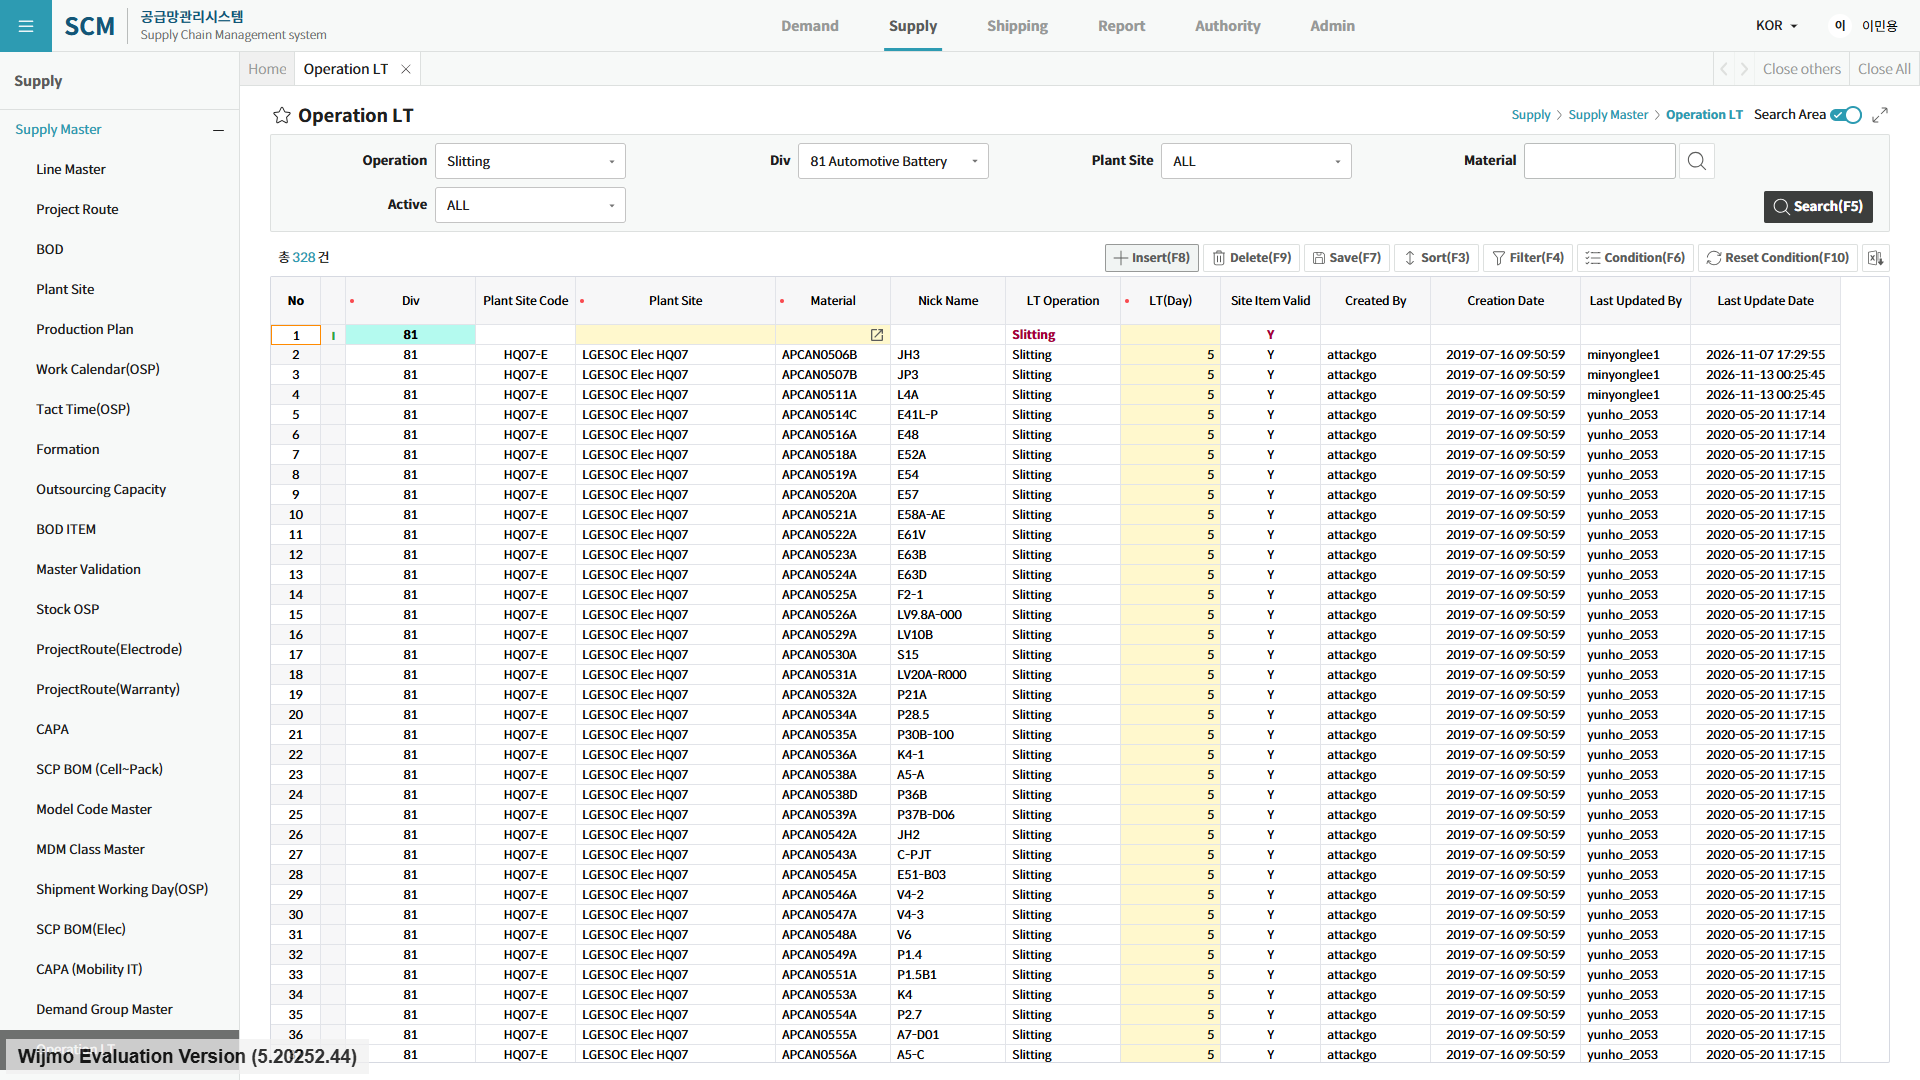 SCM
공급망관리시스템
Supply Chain Management system
Demand Supply Shipping Report Authority Admin
KOR 이 이민용
Supply
Home Operation LT Close others Close All
Supply Master
Line Master
Project Route
BOD
Plant Site
Production Plan
Work Calendar(OSP)
Tact Time(OSP)
Formation
Outsourcing Capacity
BOD ITEM
Master Validation
Stock OSP
ProjectRoute(Electrode)
ProjectRoute(Warranty)
CAPA
SCP BOM (Cell~Pack)
Model Code Master
MDM Class Master
Shipment Working Day(OSP)
SCP BOM(Elec)
CAPA (Mobility IT)
Demand Group Master
Operation LT
Operation LT
Supply > Supply Master > Operation LT Search Area
Operation Slitting Div 81 Automotive Battery Plant Site ALL Material
Active ALL Search(F5)
총 328 건
Insert(F8) Delete(F9) Save(F7) Sort(F3) Filter(F4) Condition(F6) Reset Condition(F10)
No Div Plant Site Code Plant Site Material Nick Name LT Operation LT(Day) Site Item Valid Created By Creation Date Last Updated By Last Update Date
1 I 81 Slitting Y
2 81 HQ07-E LGESOC Elec HQ07 APCAN0506B JH3 Slitting 5 Y attackgo 2019-07-16 09:50:59 minyonglee1 2026-11-07 17:29:55
3 81 HQ07-E LGESOC Elec HQ07 APCAN0507B JP3 Slitting 5 Y attackgo 2019-07-16 09:50:59 minyonglee1 2026-11-13 00:25:45
4 81 HQ07-E LGESOC Elec HQ07 APCAN0511A L4A Slitting 5 Y attackgo 2019-07-16 09:50:59 minyonglee1 2026-11-13 00:25:45
5 81 HQ07-E LGESOC Elec HQ07 APCAN0514C E41L-P Slitting 5 Y attackgo 2019-07-16 09:50:59 yunho_2053 2020-05-20 11:17:14
6 81 HQ07-E LGESOC Elec HQ07 APCAN0516A E48 Slitting 5 Y attackgo 2019-07-16 09:50:59 yunho_2053 2020-05-20 11:17:14
7 81 HQ07-E LGESOC Elec HQ07 APCAN0518A E52A Slitting 5 Y attackgo 2019-07-16 09:50:59 yunho_2053 2020-05-20 11:17:15
8 81 HQ07-E LGESOC Elec HQ07 APCAN0519A E54 Slitting 5 Y attackgo 2019-07-16 09:50:59 yunho_2053 2020-05-20 11:17:15
9 81 HQ07-E LGESOC Elec HQ07 APCAN0520A E57 Slitting 5 Y attackgo 2019-07-16 09:50:59 yunho_2053 2020-05-20 11:17:15
10 81 HQ07-E LGESOC Elec HQ07 APCAN0521A E58A-AE Slitting 5 Y attackgo 2019-07-16 09:50:59 yunho_2053 2020-05-20 11:17:15
11 81 HQ07-E LGESOC Elec HQ07 APCAN0522A E61V Slitting 5 Y attackgo 2019-07-16 09:50:59 yunho_2053 2020-05-20 11:17:15
12 81 HQ07-E LGESOC Elec HQ07 APCAN0523A E63B Slitting 5 Y attackgo 2019-07-16 09:50:59 yunho_2053 2020-05-20 11:17:15
13 81 HQ07-E LGESOC Elec HQ07 APCAN0524A E63D Slitting 5 Y attackgo 2019-07-16 09:50:59 yunho_2053 2020-05-20 11:17:15
14 81 HQ07-E LGESOC Elec HQ07 APCAN0525A F2-1 Slitting 5 Y attackgo 2019-07-16 09:50:59 yunho_2053 2020-05-20 11:17:15
15 81 HQ07-E LGESOC Elec HQ07 APCAN0526A LV9.8A-000 Slitting 5 Y attackgo 2019-07-16 09:50:59 yunho_2053 2020-05-20 11:17:15
16 81 HQ07-E LGESOC Elec HQ07 APCAN0529A LV10B Slitting 5 Y attackgo 2019-07-16 09:50:59 yunho_2053 2020-05-20 11:17:15
17 81 HQ07-E LGESOC Elec HQ07 APCAN0530A S15 Slitting 5 Y attackgo 2019-07-16 09:50:59 yunho_2053 2020-05-20 11:17:15
18 81 HQ07-E LGESOC Elec HQ07 APCAN0531A LV20A-R000 Slitting 5 Y attackgo 2019-07-16 09:50:59 yunho_2053 2020-05-20 11:17:15
19 81 HQ07-E LGESOC Elec HQ07 APCAN0532A P21A Slitting 5 Y attackgo 2019-07-16 09:50:59 yunho_2053 2020-05-20 11:17:15
20 81 HQ07-E LGESOC Elec HQ07 APCAN0534A P28.5 Slitting 5 Y attackgo 2019-07-16 09:50:59 yunho_2053 2020-05-20 11:17:15
21 81 HQ07-E LGESOC Elec HQ07 APCAN0535A P30B-100 Slitting 5 Y attackgo 2019-07-16 09:50:59 yunho_2053 2020-05-20 11:17:15
22 81 HQ07-E LGESOC Elec HQ07 APCAN0536A K4-1 Slitting 5 Y attackgo 2019-07-16 09:50:59 yunho_2053 2020-05-20 11:17:15
23 81 HQ07-E LGESOC Elec HQ07 APCAN0538A A5-A Slitting 5 Y attackgo 2019-07-16 09:50:59 yunho_2053 2020-05-20 11:17:15
24 81 HQ07-E LGESOC Elec HQ07 APCAN0538D P36B Slitting 5 Y attackgo 2019-07-16 09:50:59 yunho_2053 2020-05-20 11:17:15
25 81 HQ07-E LGESOC Elec HQ07 APCAN0539A P37B-D06 Slitting 5 Y attackgo 2019-07-16 09:50:59 yunho_2053 2020-05-20 11:17:15
26 81 HQ07-E LGESOC Elec HQ07 APCAN0542A JH2 Slitting 5 Y attackgo 2019-07-16 09:50:59 yunho_2053 2020-05-20 11:17:15
27 81 HQ07-E LGESOC Elec HQ07 APCAN0543A C-PJT Slitting 5 Y attackgo 2019-07-16 09:50:59 yunho_2053 2020-05-20 11:17:15
28 81 HQ07-E LGESOC Elec HQ07 APCAN0545A E51-B03 Slitting 5 Y attackgo 2019-07-16 09:50:59 yunho_2053 2020-05-20 11:17:15
29 81 HQ07-E LGESOC Elec HQ07 APCAN0546A V4-2 Slitting 5 Y attackgo 2019-07-16 09:50:59 yunho_2053 2020-05-20 11:17:15
30 81 HQ07-E LGESOC Elec HQ07 APCAN0547A V4-3 Slitting 5 Y attackgo 2019-07-16 09:50:59 yunho_2053 2020-05-20 11:17:15
31 81 HQ07-E LGESOC Elec HQ07 APCAN0548A V6 Slitting 5 Y attackgo 2019-07-16 09:50:59 yunho_2053 2020-05-20 11:17:15
32 81 HQ07-E LGESOC Elec HQ07 APCAN0549A P1.4 Slitting 5 Y attackgo 2019-07-16 09:50:59 yunho_2053 2020-05-20 11:17:15
33 81 HQ07-E LGESOC Elec HQ07 APCAN0551A P1.5B1 Slitting 5 Y attackgo 2019-07-16 09:50:59 yunho_2053 2020-05-20 11:17:15
34 81 HQ07-E LGESOC Elec HQ07 APCAN0553A K4 Slitting 5 Y attackgo 2019-07-16 09:50:59 yunho_2053 2020-05-20 11:17:15
35 81 HQ07-E LGESOC Elec HQ07 APCAN0554A P2.7 Slitting 5 Y attackgo 2019-07-16 09:50:59 yunho_2053 2020-05-20 11:17:15
36 81 HQ07-E LGESOC Elec HQ07 APCAN0555A A7-D01 Slitting 5 Y attackgo 2019-07-16 09:50:59 yunho_2053 2020-05-20 11:17:15
81 HQ07-E LGESOC Elec HQ07 APCAN0556A A5-C Slitting 5 Y attackgo 2019-07-16 09:50:59 yunho_2053 2020-05-20 11:17:15
Wijmo Evaluation Version (5.20252.44)